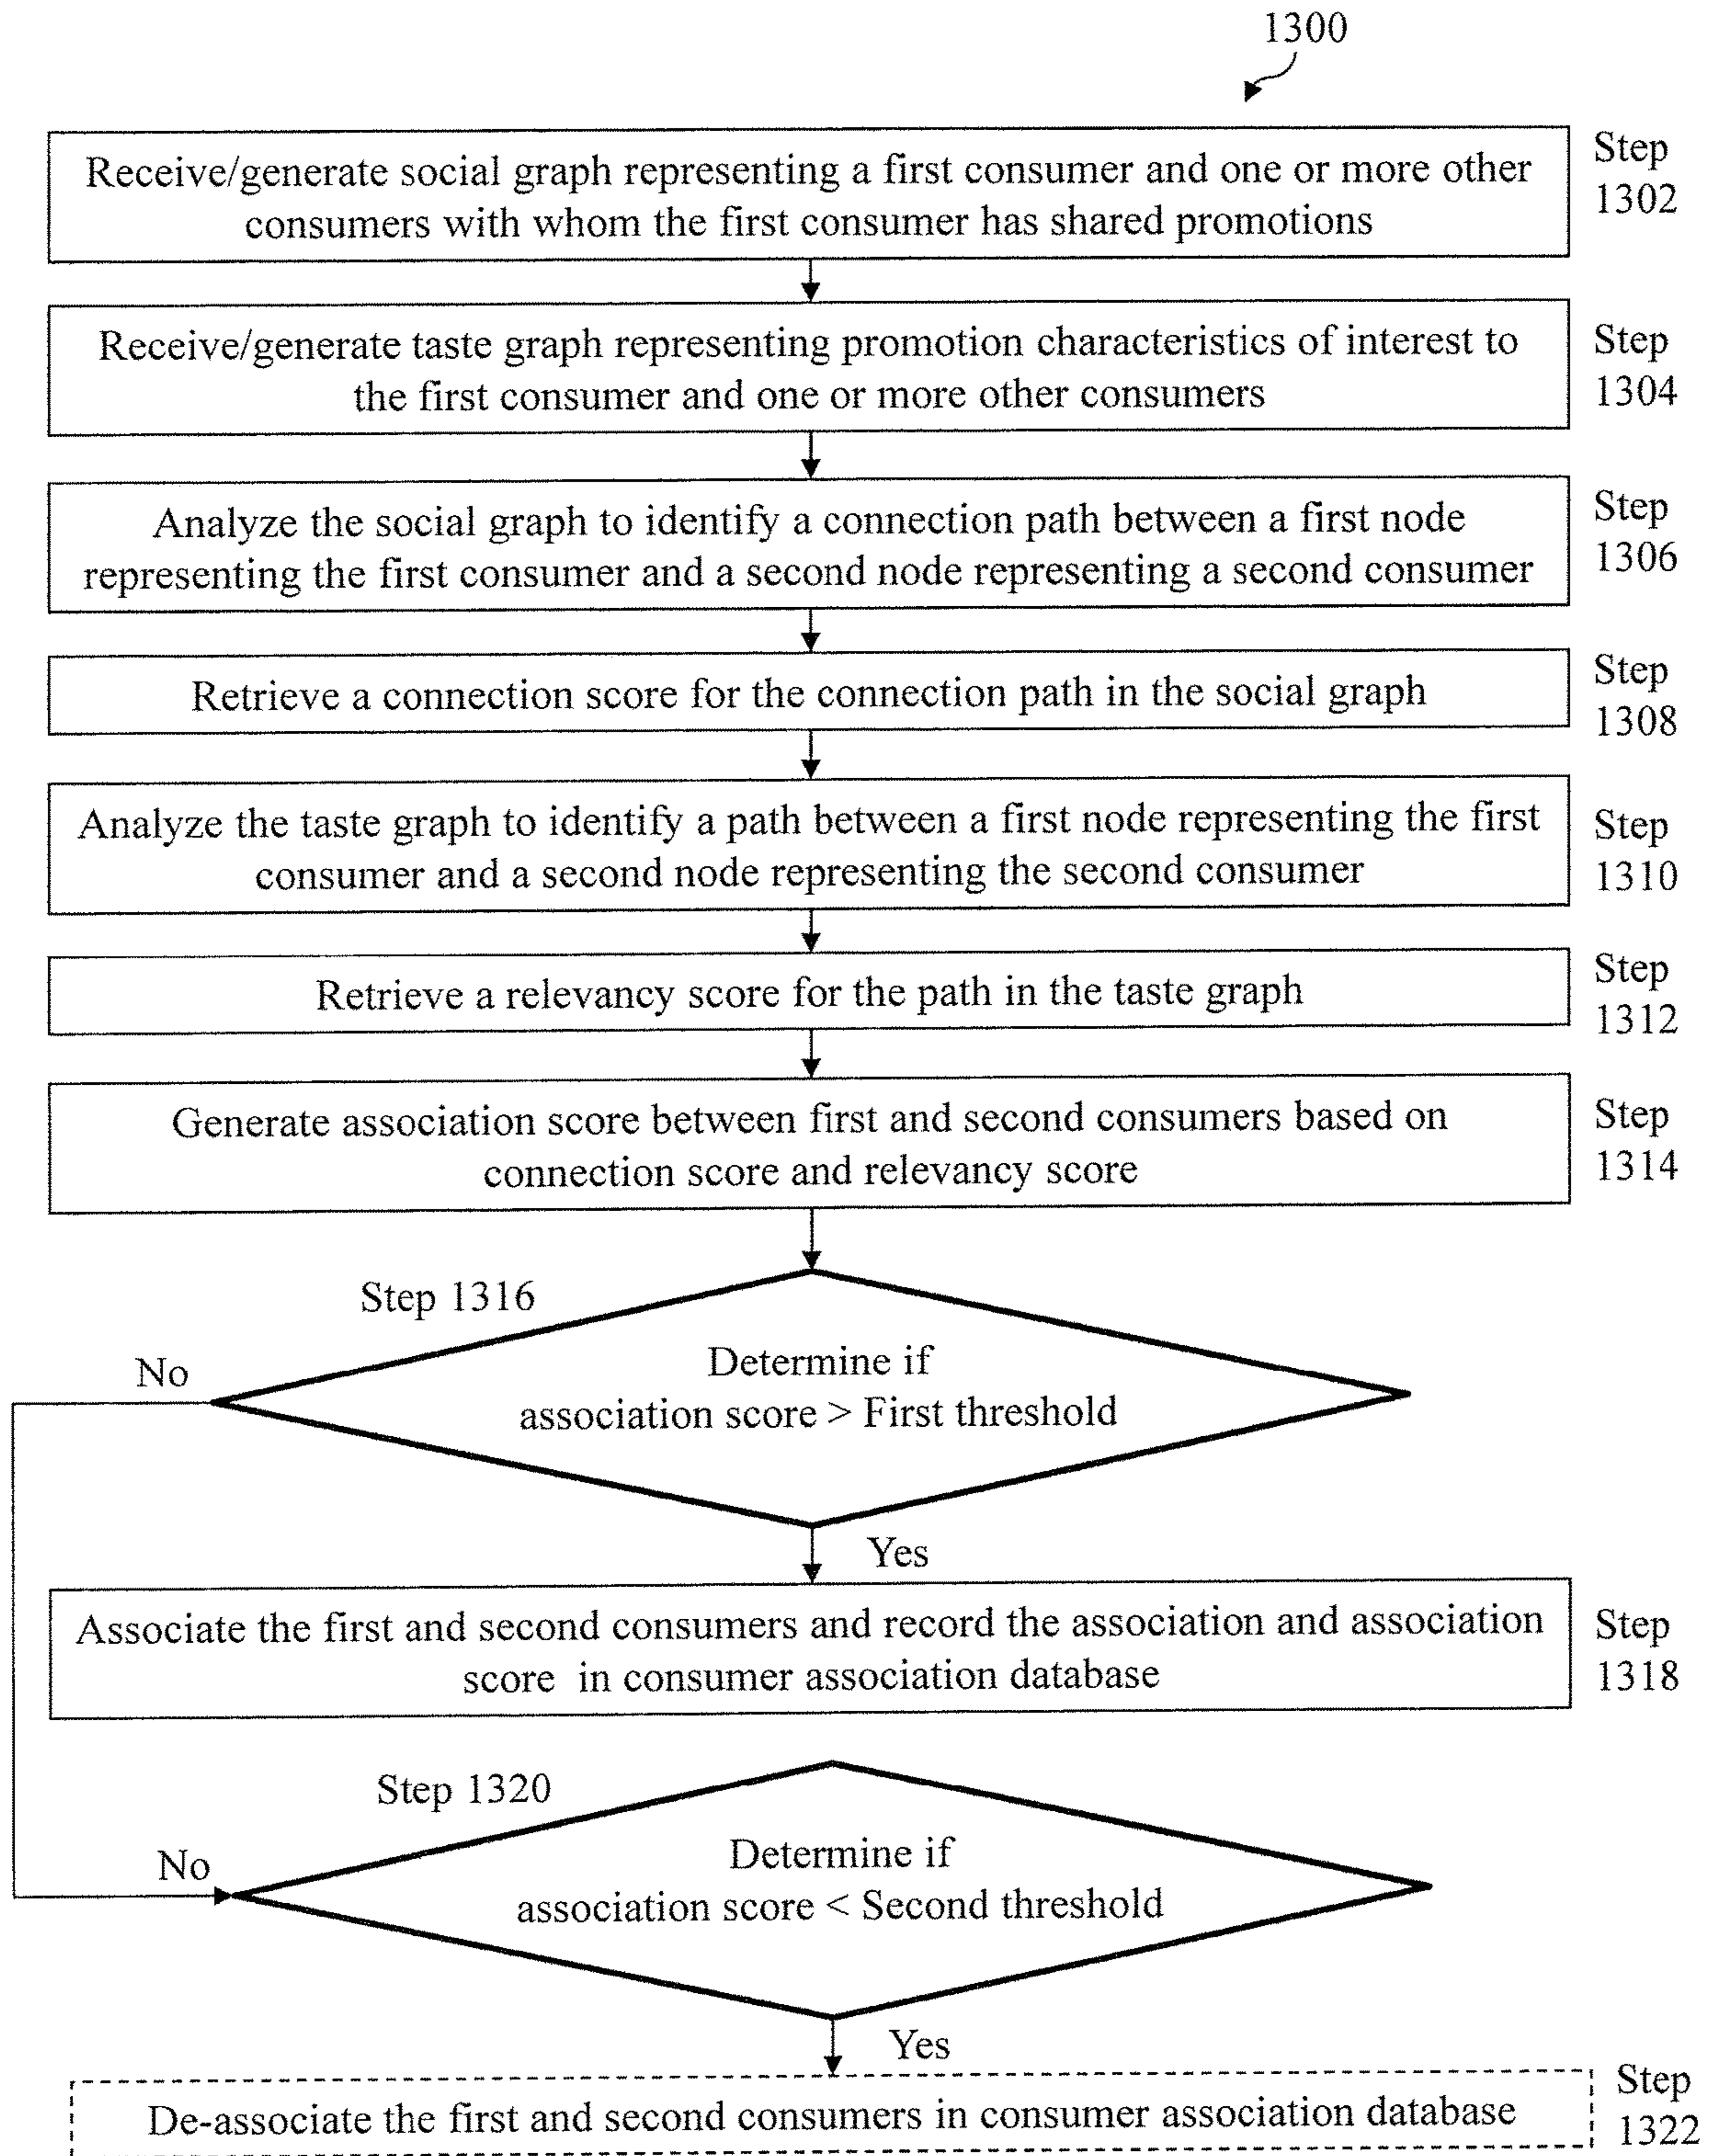 1300
Receive/generate social graph representing a first consumer and one or more other
consumers with whom the first consumer has shared promotions
Step
1302
Receive/generate taste graph representing promotion characteristics of interest to
the first consumer and one or more other consumers
Step
1304
Analyze the social graph to identify a connection path between a first node
representing the first consumer and a second node representing a second consumer
Step
1306
Retrieve a connection score for the connection path in the social graph
Step
1308
Analyze the taste graph to identify a path between a first node representing the first
consumer and a second node representing the second consumer
Step
1310
Retrieve a relevancy score for the path in the taste graph
Step
1312
Generate association score between first and second consumers based on
connection score and relevancy score
Step
1314
Step 1316
No
Determine if
association score > First threshold
Yes
Associate the first and second consumers and record the association and association
score in consumer association database
Step
1318
Step 1320
No
Determine if
association score < Second threshold
Yes
De-associate the first and second consumers in consumer association database
Step
1322